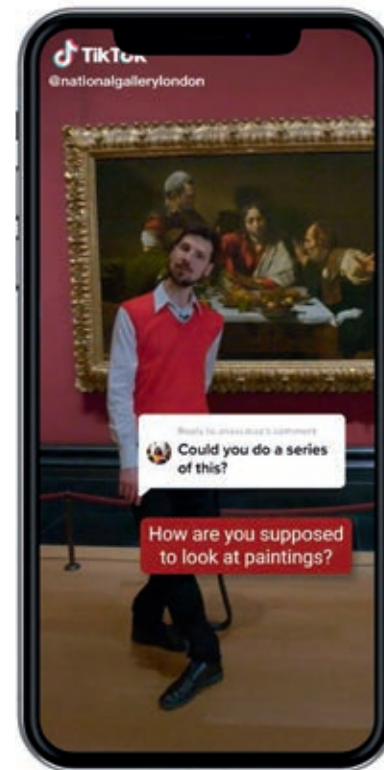 TikTok
@nationalgallerylondon
Could you do a series
of this?
How are you supposed
to look at paintings?